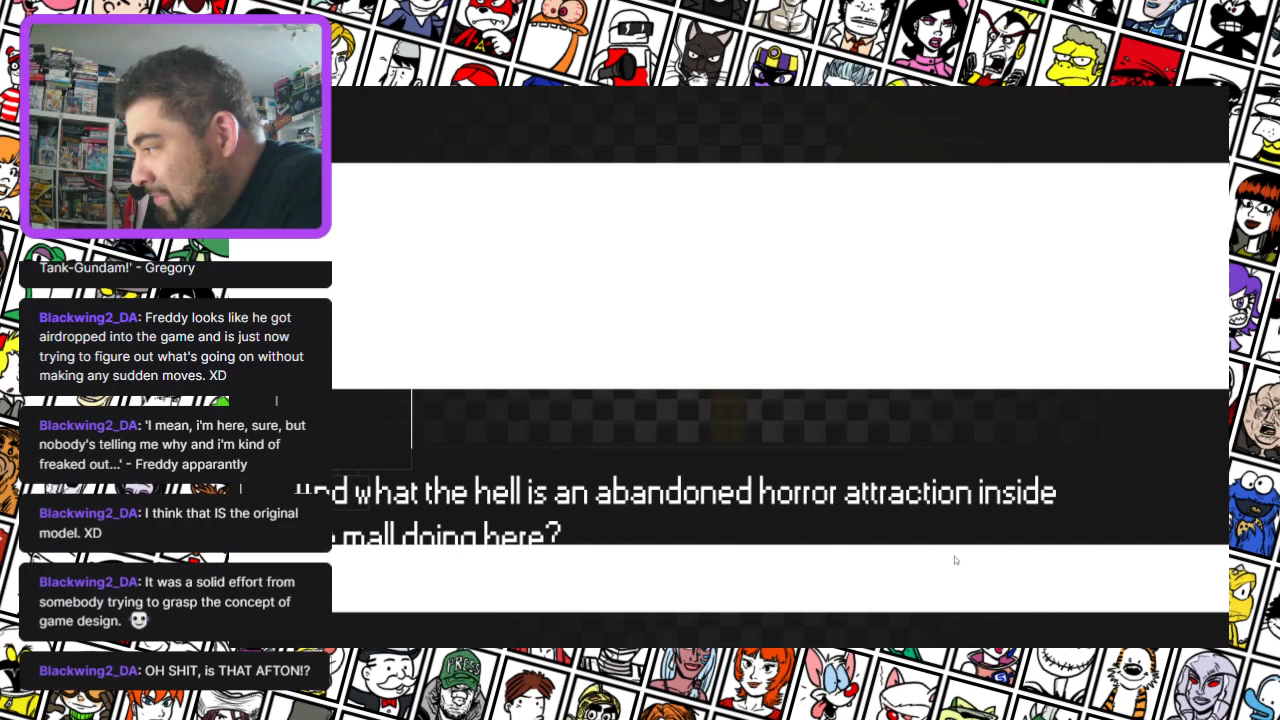 Tank-Gundam!' - Gregory
Blackwing2_DA: Freddy looks like he got
airdropped into the game and is just now
trying to figure out what's going on without
making any sudden moves. XD
Blackwing2_DA: 'I mean, i'm here, sure, but
nobody's telling me why and i'm kind of
freaked out...' - Freddy apparantly
Blackwing2_DA: I think that IS the original
model. XD
Blackwing2_DA: It was a solid effort from
somebody trying to grasp the concept of
game design.
Blackwing2_DA: OH SHIT, is THAT AFTON!?
And what the hell is an abandoned horror attraction inside
mall doing here?
PRESS